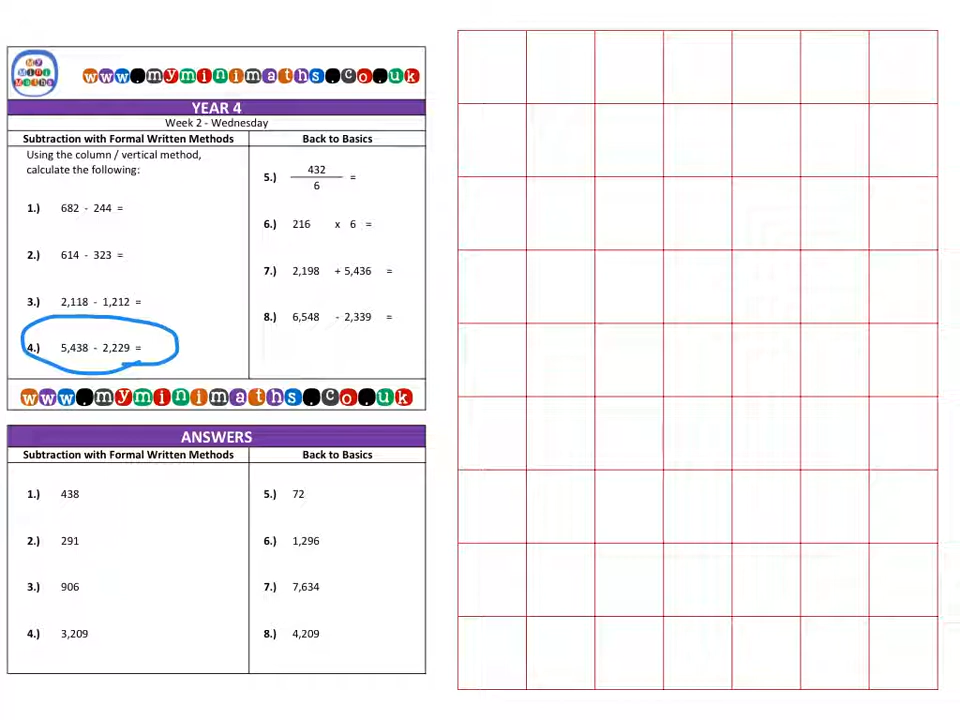 My
Mini
Maths
www.myminimaths.co.uk
YEAR 4
Week 2 - Wednesday
Subtraction with Formal Written Methods
Using the column / vertical method,
calculate the following:
1.) 682 - 244 =
2.) 614 - 323 =
3.) 2,118 - 1,212 =
4.) 5,438 - 2,229 =
Back to Basics
5.) 432
6
=
6.) 216 x 6 =
7.) 2,198 + 5,436 =
8.) 6,548 - 2,339 =
www.myminimaths.co.uk
ANSWERS
Subtraction with Formal Written Methods
1.) 438
2.) 291
3.) 906
4.) 3,209
Back to Basics
5.) 72
6.) 1,296
7.) 7,634
8.) 4,209